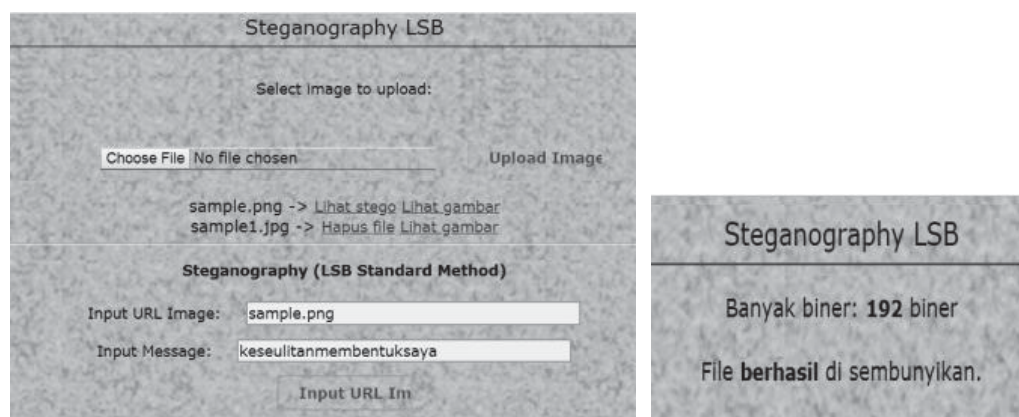 Steganography LSB
Select image to upload:
Choose File No file chosen Upload Image
sample.png -> Lihat stego Lihat gambar
sample1.jpg -> Hapus file Lihat gambar
Steganography (LSB Standard Method)
Input URL Image: sample.png
Input Message: keseulitanmembentuksaya
Input URL Im
Steganography LSB
Banyak biner: 192 biner
File berhasil di sembunyikan.